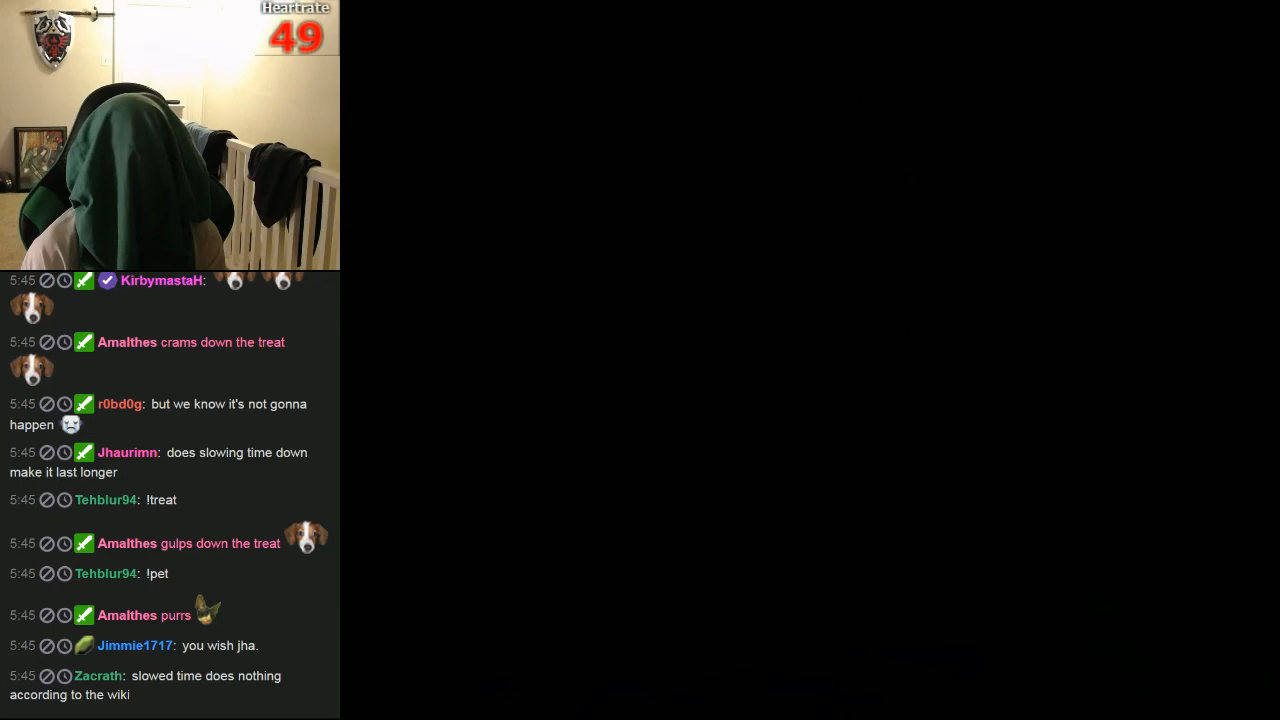 Heartrate
49
5:45 KirbymastaH:
5:45 Amalthes crams down the treat
5:45 r0bd0g: but we know it's not gonna
happen
5:45 Jhaurimn: does slowing time down
make it last longer
5:45 Tehblur94: !treat
5:45 Amalthes gulps down the treat
5:45 Tehblur94: !pet
5:45 Amalthes purrs
5:45 Jimmie1717: you wish jha.
5:45 Zacrath: slowed time does nothing
according to the wiki